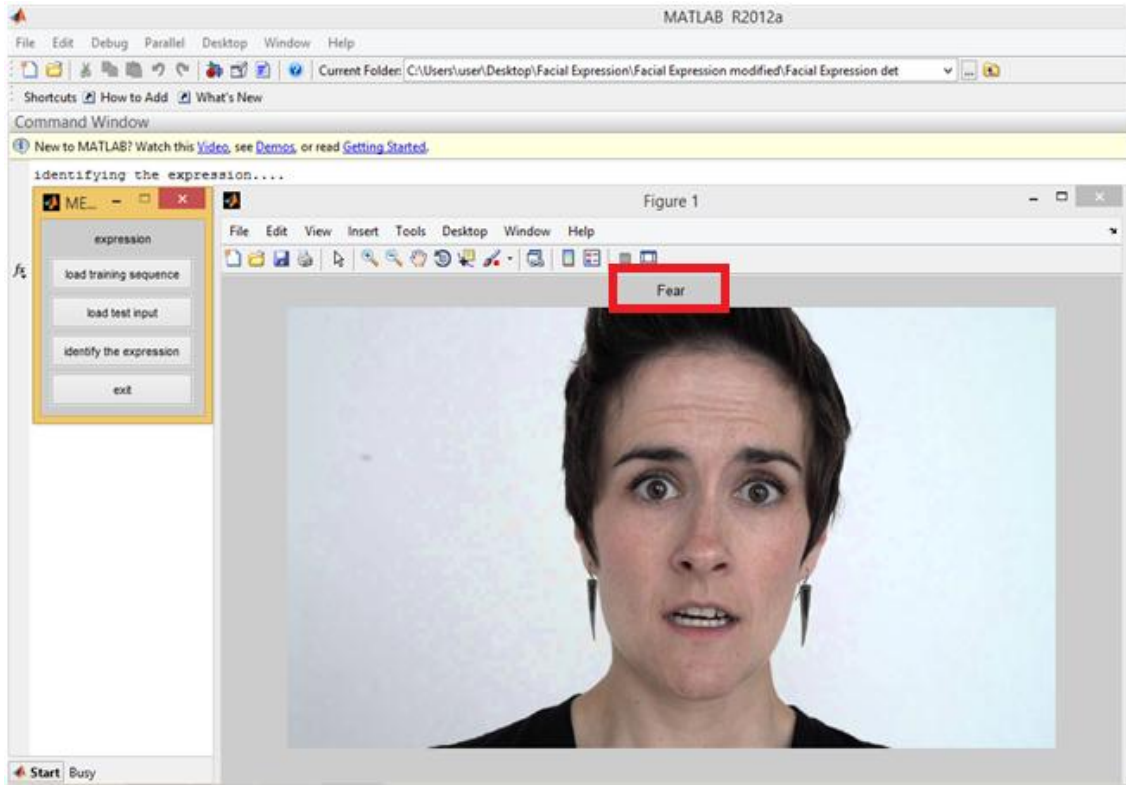 MATLAB R2012a
File Edit Debug Parallel Desktop Window Help
Current Folder: C:\Users\user\Desktop\Facial Expression\Facial Expression modified\Facial Expression det
Shortcuts How to Add What's New
Command Window
New to MATLAB? Watch this Video, see Demos, or read Getting Started.
identifying the expression....
ME...
expression
load training sequence
load test input
identify the expression
exit
Figure 1
File Edit View Insert Tools Desktop Window Help
Fear
fx
Start Busy